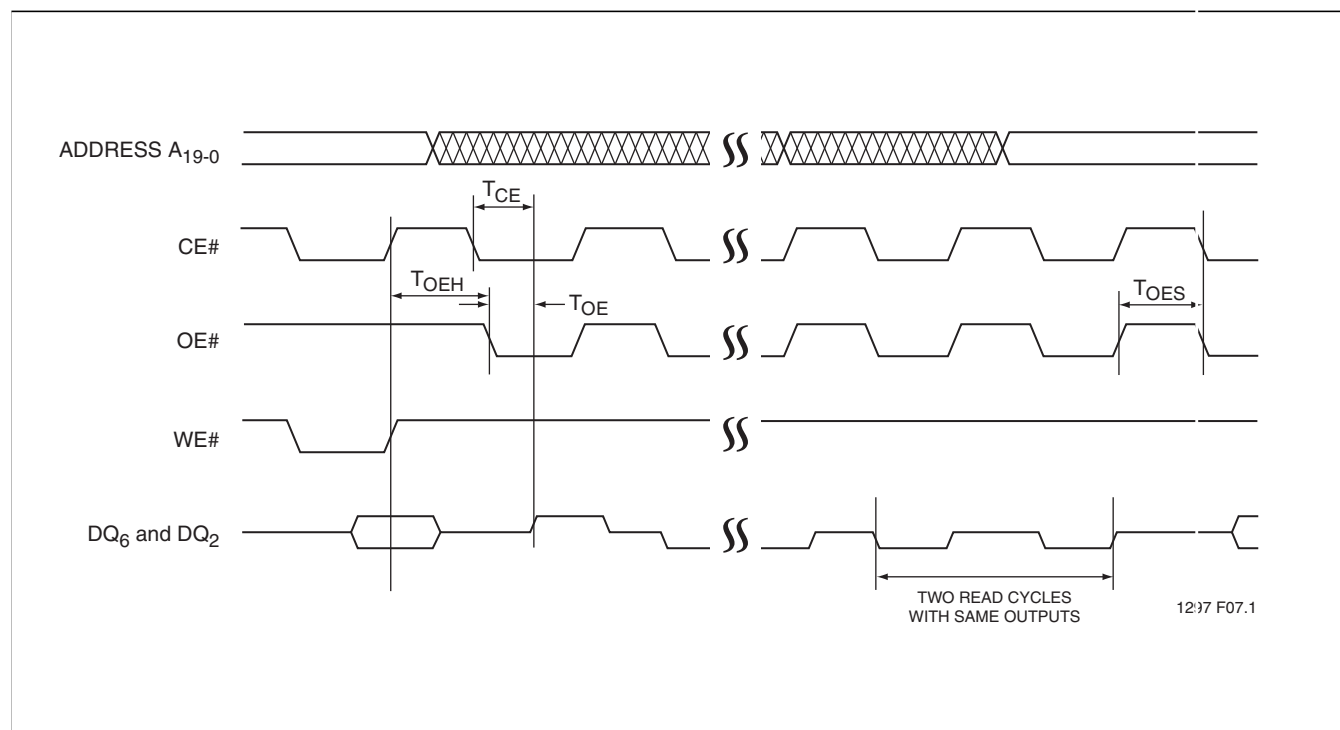 ADDRESS A19-0
TCE
CE#
TOEH
TOE
TOES
OE#
WE#
DQ6 and DQ2
TWO READ CYCLES
WITH SAME OUTPUTS
1297 F07.1